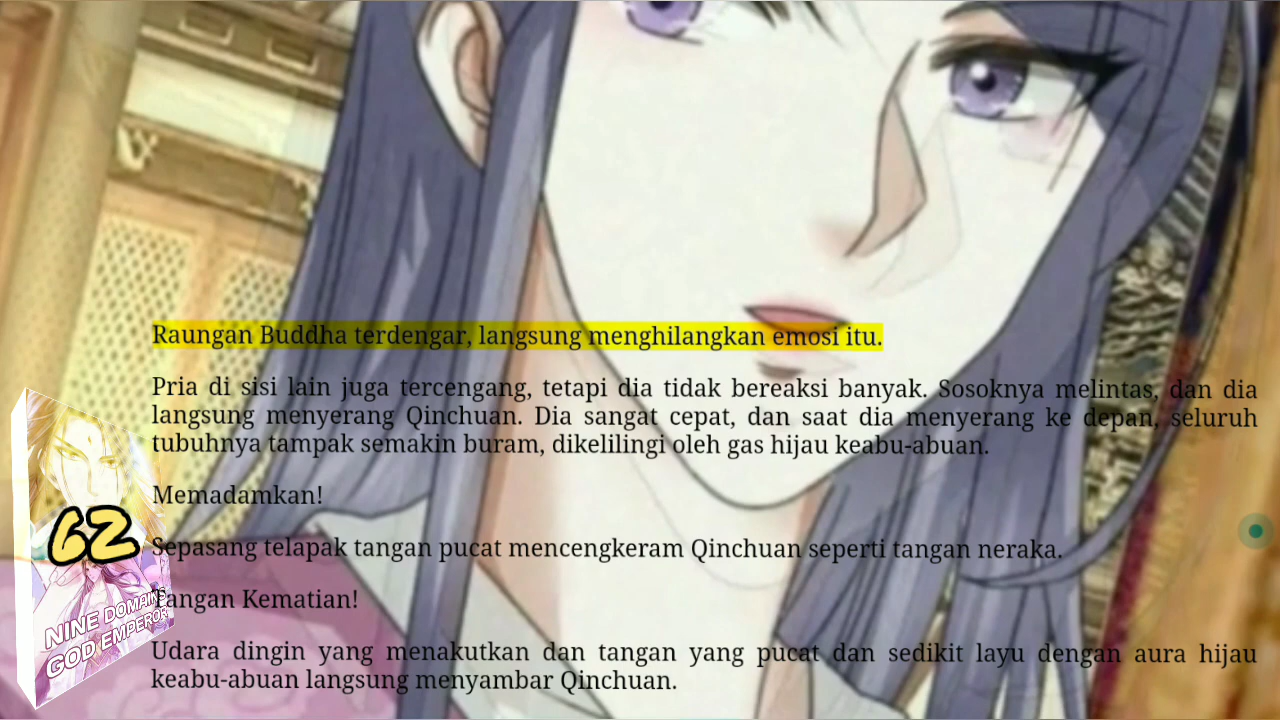 Raungan Buddha terdengar, langsung menghilangkan emosi itu.
Pria di sisi lain juga tercengang, tetapi dia tidak bereaksi banyak. Sosoknya melintas, dan dia
langsung menyerang Qinchuan. Dia sangat cepat, dan saat dia menyerang ke depan, seluruh
tubuhnya tampak semakin buram, dikelilingi oleh gas hijau keabu-abuan.
Memadamkan!
Sepasang telapak tangan pucat mencengkeram Qinchuan seperti tangan neraka.
Tangan Kematian!
Udara dingin yang menakutkan dan tangan yang pucat dan sedikit layu dengan aura hijau
keabu-abuan langsung menyambar Qinchuan.
62
NINE DOMAINS
GOD EMPEROR